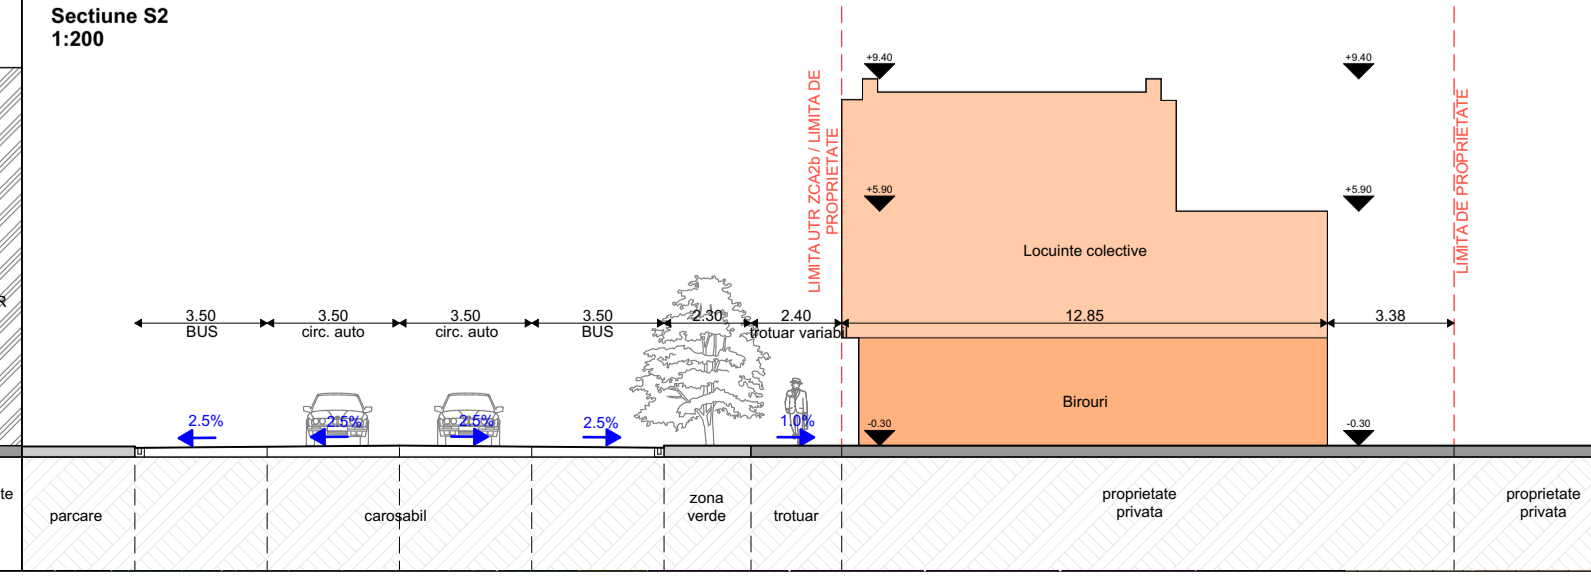 Sectiune S2
1:200
+9.40
+9.40
LIMITA UTR ZCA2b / LIMITA DE
PROPRIETATE
LIMITA DE PROPRIETATE
+5.90
+5.90
Locuinte colective
R
3.50
3.50
3.50
3.50
2.30
2.40
12.85
3.38
BUS
circ. auto
circ. auto
BUS
trotuar variabil
Birouri
2.5%
2.5%
2.5%
2.5%
1.0%
-0.30
-0.30
te
parcare
carosabil
zona
verde
trotuar
proprietate
privata
proprietate
privata